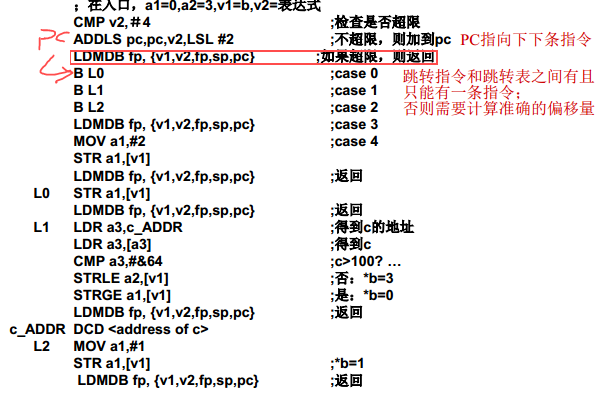 ; 在入口，a1=0,a2=3,v1=b,v2=表达式
CMP v2,＃4 ;检查是否超限
PC ADDLS pc,pc,v2,LSL #2 ;不超限，则加到pc PC指向下下条指令
LDMDB fp, {v1,v2,fp,sp,pc} ;如果超限，则返回
B L0 ;case 0 跳转指令和跳转表之间有且
B L1 ;case 1 只能有一条指令；
B L2 ;case 2 否则需要计算准确的偏移量
LDMDB fp, {v1,v2,fp,sp,pc} ;case 3
MOV a1,#2 ;case 4
STR a1,[v1]
LDMDB fp, {v1,v2,fp,sp,pc} ;返回
L0 STR a1,[v1]
LDMDB fp, {v1,v2,fp,sp,pc} ;返回
L1 LDR a3,c_ADDR ;得到c的地址
LDR a3,[a3] ;得到c
CMP a3,#&64 ;c>100? …
STRLE a2,[v1] ;否：*b=3
STRGE a1,[v1] ;是：*b=0
LDMDB fp, {v1,v2,fp,sp,pc} ;返回
c_ADDR DCD <address of c>
L2 MOV a1,#1
STR a1,[v1] ;*b=1
LDMDB fp, {v1,v2,fp,sp,pc} ;返回